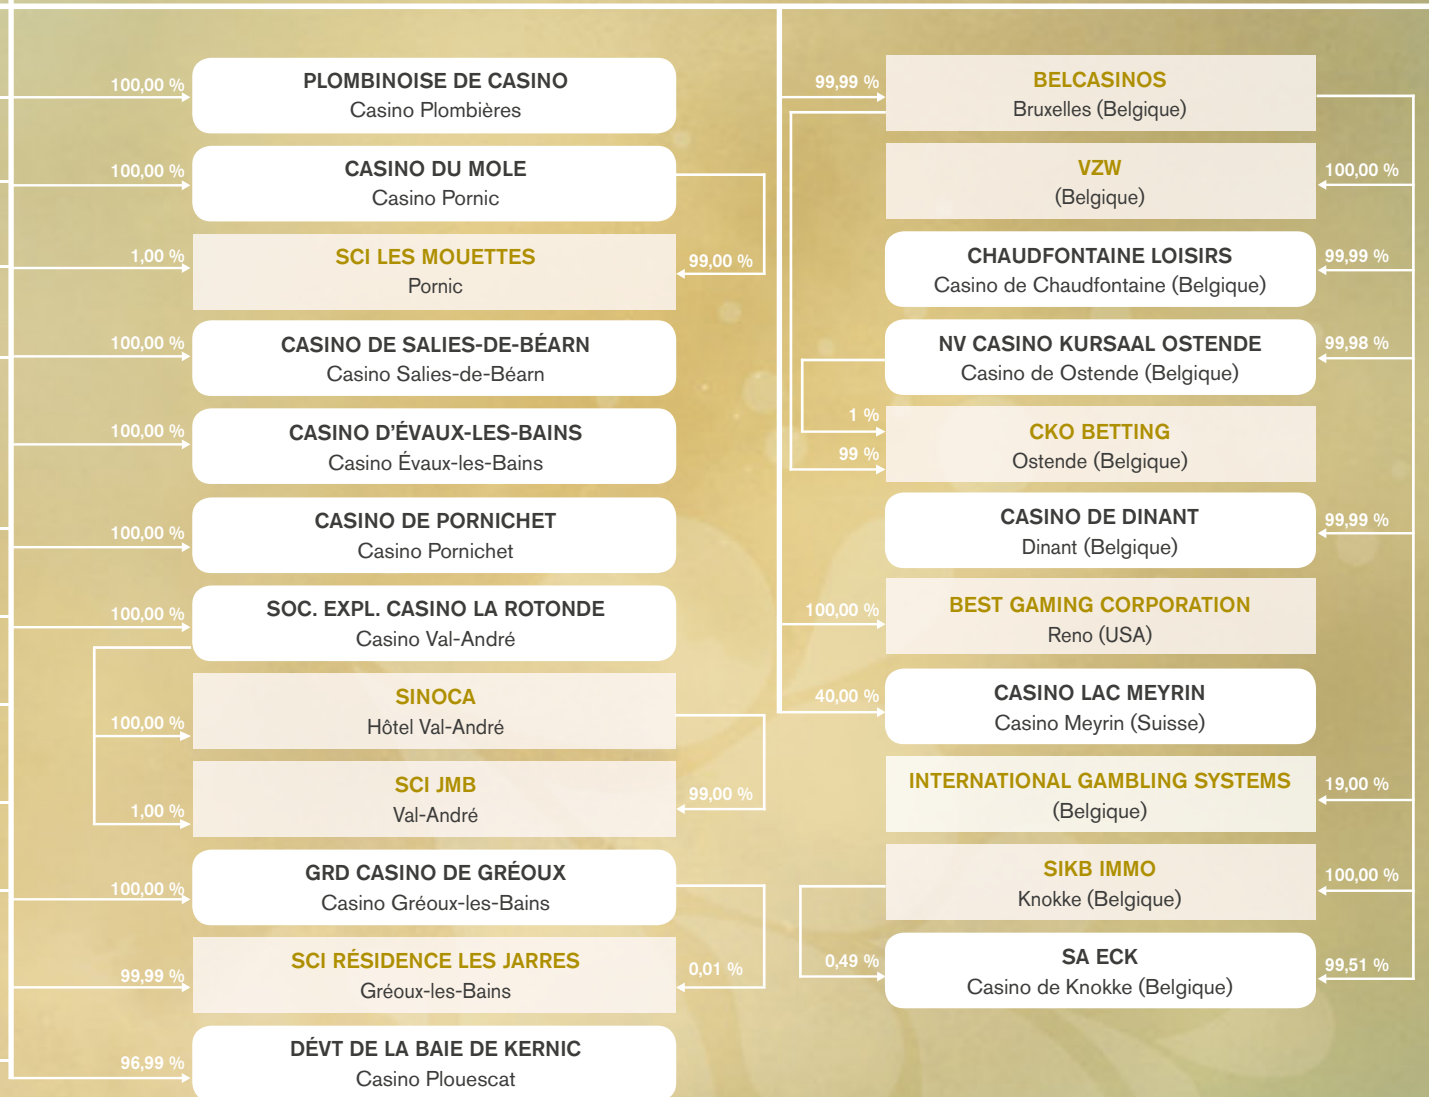 100,00 %
PLOMBINOISE DE CASINO
Casino Plombières
100,00 %
CASINO DU MOLE
Casino Pornic
1,00 %
SCI LES MOUETTES
Pornic
99,00 %
100,00 %
CASINO DE SALIES-DE-BÉARN
Casino Salies-de-Béarn
100,00 %
CASINO D'ÉVAUX-LES-BAINS
Casino Évaux-les-Bains
100,00 %
CASINO DE PORNICHET
Casino Pornichet
100,00 %
SOC. EXPL. CASINO LA ROTONDE
Casino Val-André
100,00 %
SINOCA
Hôtel Val-André
1,00 %
SCI JMB
Val-André
99,00 %
100,00 %
GRD CASINO DE GRÉOUX
Casino Gréoux-les-Bains
99,99 %
SCI RÉSIDENCE LES JARRES
Gréoux-les-Bains
0,01 %
96,99 %
DÉVT DE LA BAIE DE KERNIC
Casino Plouescat
99,99 %
BELCASINOS
Bruxelles (Belgique)
VZW
(Belgique)
100,00 %
CHAUDFONTAINE LOISIRS
Casino de Chaudfontaine (Belgique)
99,99 %
NV CASINO KURSAAL OSTENDE
Casino de Ostende (Belgique)
99,98 %
1 %
99 %
CKO BETTING
Ostende (Belgique)
CASINO DE DINANT
Dinant (Belgique)
99,99 %
100,00 %
BEST GAMING CORPORATION
Reno (USA)
40,00 %
CASINO LAC MEYRIN
Casino Meyrin (Suisse)
INTERNATIONAL GAMBLING SYSTEMS
(Belgique)
19,00 %
SIKB IMMO
Knokke (Belgique)
100,00 %
0,49 %
SA ECK
Casino de Knokke (Belgique)
99,51 %